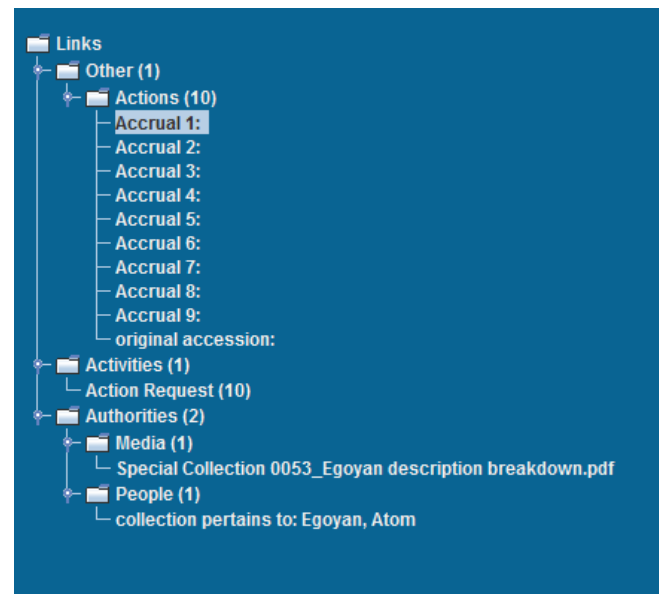 Links
Other (1)
Actions (10)
Accrual 1:
Accrual 2:
Accrual 3:
Accrual 4:
Accrual 5:
Accrual 6:
Accrual 7:
Accrual 8:
Accrual 9:
original accession:
Activities (1)
Action Request (10)
Authorities (2)
Media (1)
Special Collection 0053_Egoyan description breakdown.pdf
People (1)
collection pertains to: Egoyan, Atom